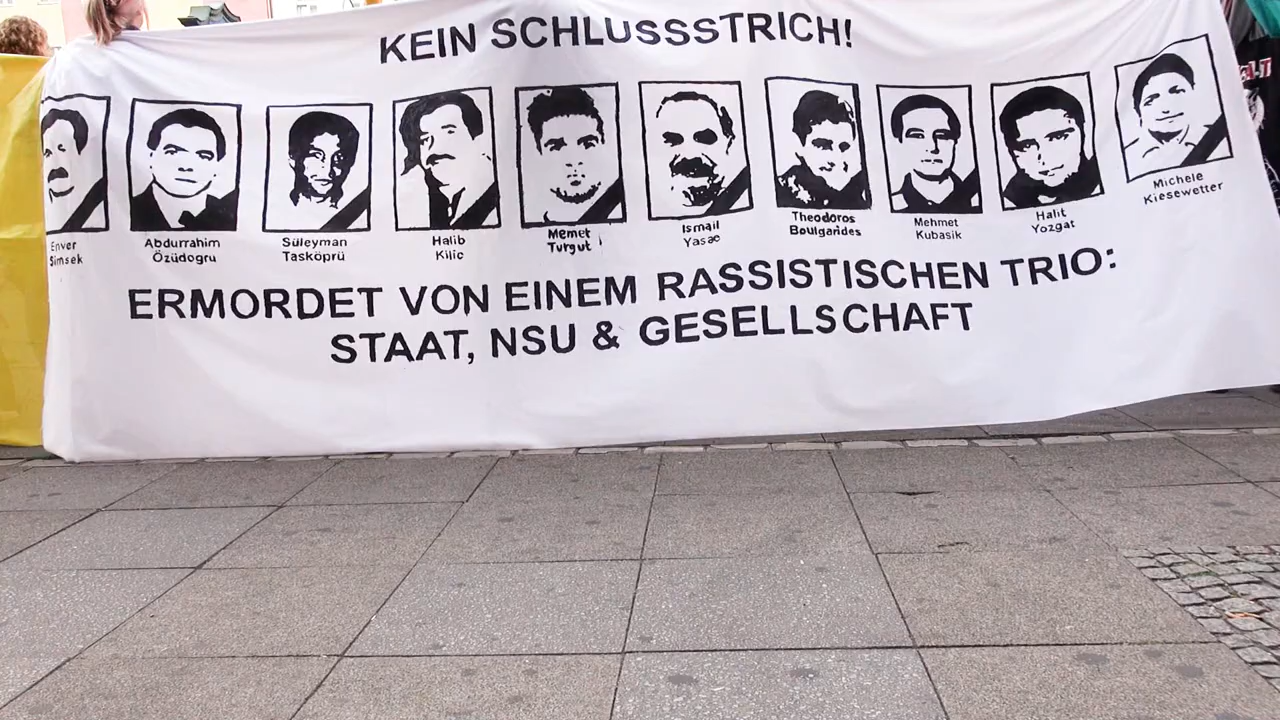 KEIN SCHLUSSSTRICH!
Enver
Simsek
Abdurrahim
Özüdogru
Süleyman
Tasköprü
Halib
Kilic
Memet
Turgut
Ismail
Yasae
Theodoros
Boulgarides
Mehmet
Kubasik
Halit
Yozgat
Michele
Kiesewetter
ERMORDET VON EINEM RASSISTISCHEN TRIO:
STAAT, NSU & GESELLSCHAFT